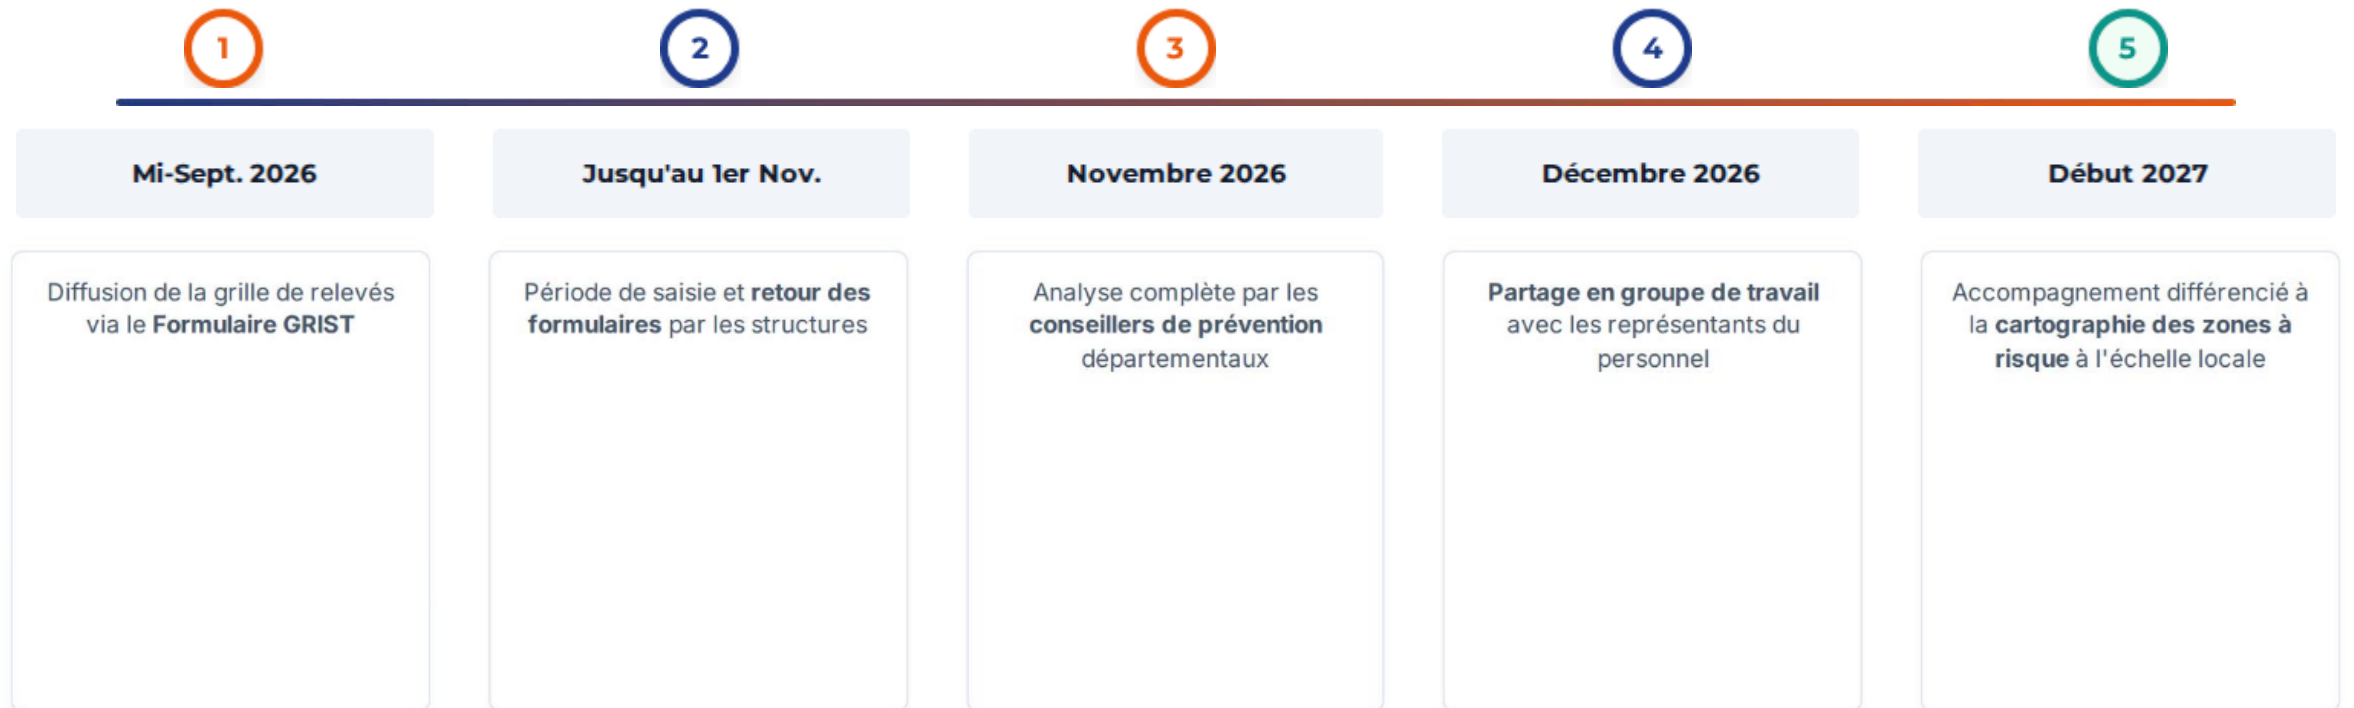 1
2
3
4
5
Mi-Sept. 2026
Jusqu'au 1er Nov.
Novembre 2026
Décembre 2026
Début 2027
Diffusion de la grille de relevés
via le Formulaire GRIST
Période de saisie et retour des
formulaires par les structures
Analyse complète par les
conseillers de prévention
départementaux
Partage en groupe de travail
avec les représentants du
personnel
Accompagnement différencié à
la cartographie des zones à
risque à l'échelle locale